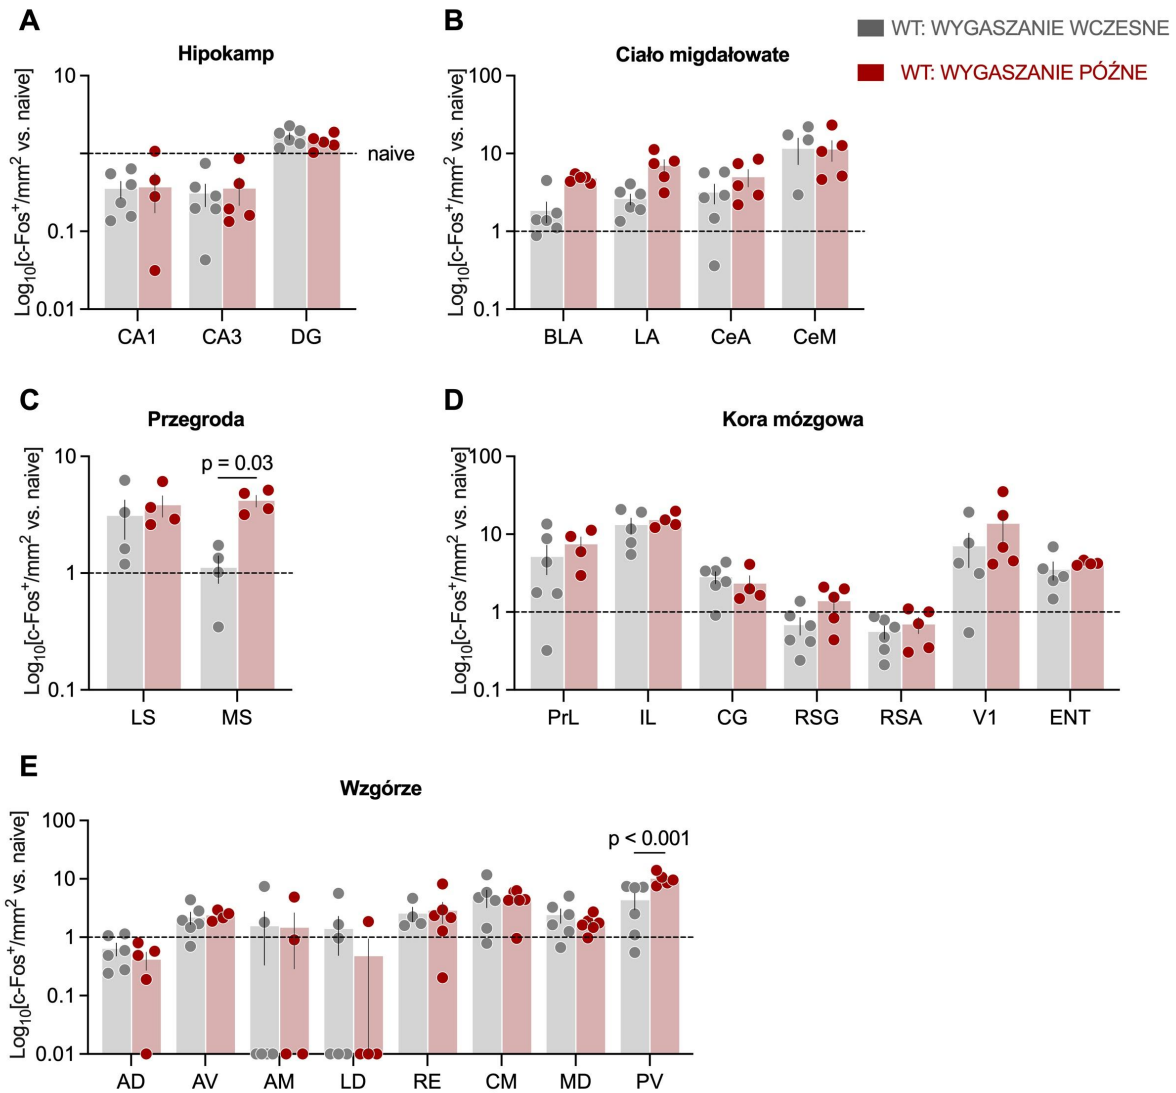 A
B
WT: WYGASZANIE WCZESNE
WT: WYGASZANIE PÓŹNE
Hipokamp
Log10[c-Fos+/mm2 vs. naive]
10
0.1
0.01
naive
CA1 CA3 DG
Ciało migdałowate
Log10[c-Fos+/mm2 vs. naive]
100
10
1
0.1
BLA LA CeA CeM
C
D
Przegroda
Log10[c-Fos+/mm2 vs. naive]
10
1
0.1
p = 0.03
LS MS
Kora mózgowa
Log10[c-Fos+/mm2 vs. naive]
100
10
1
0.1
PrL IL CG RSG RSA V1 ENT
E
Wzgórze
Log10[c-Fos+/mm2 vs. naive]
100
10
1
0.1
0.01
p < 0.001
AD AV AM LD RE CM MD PV